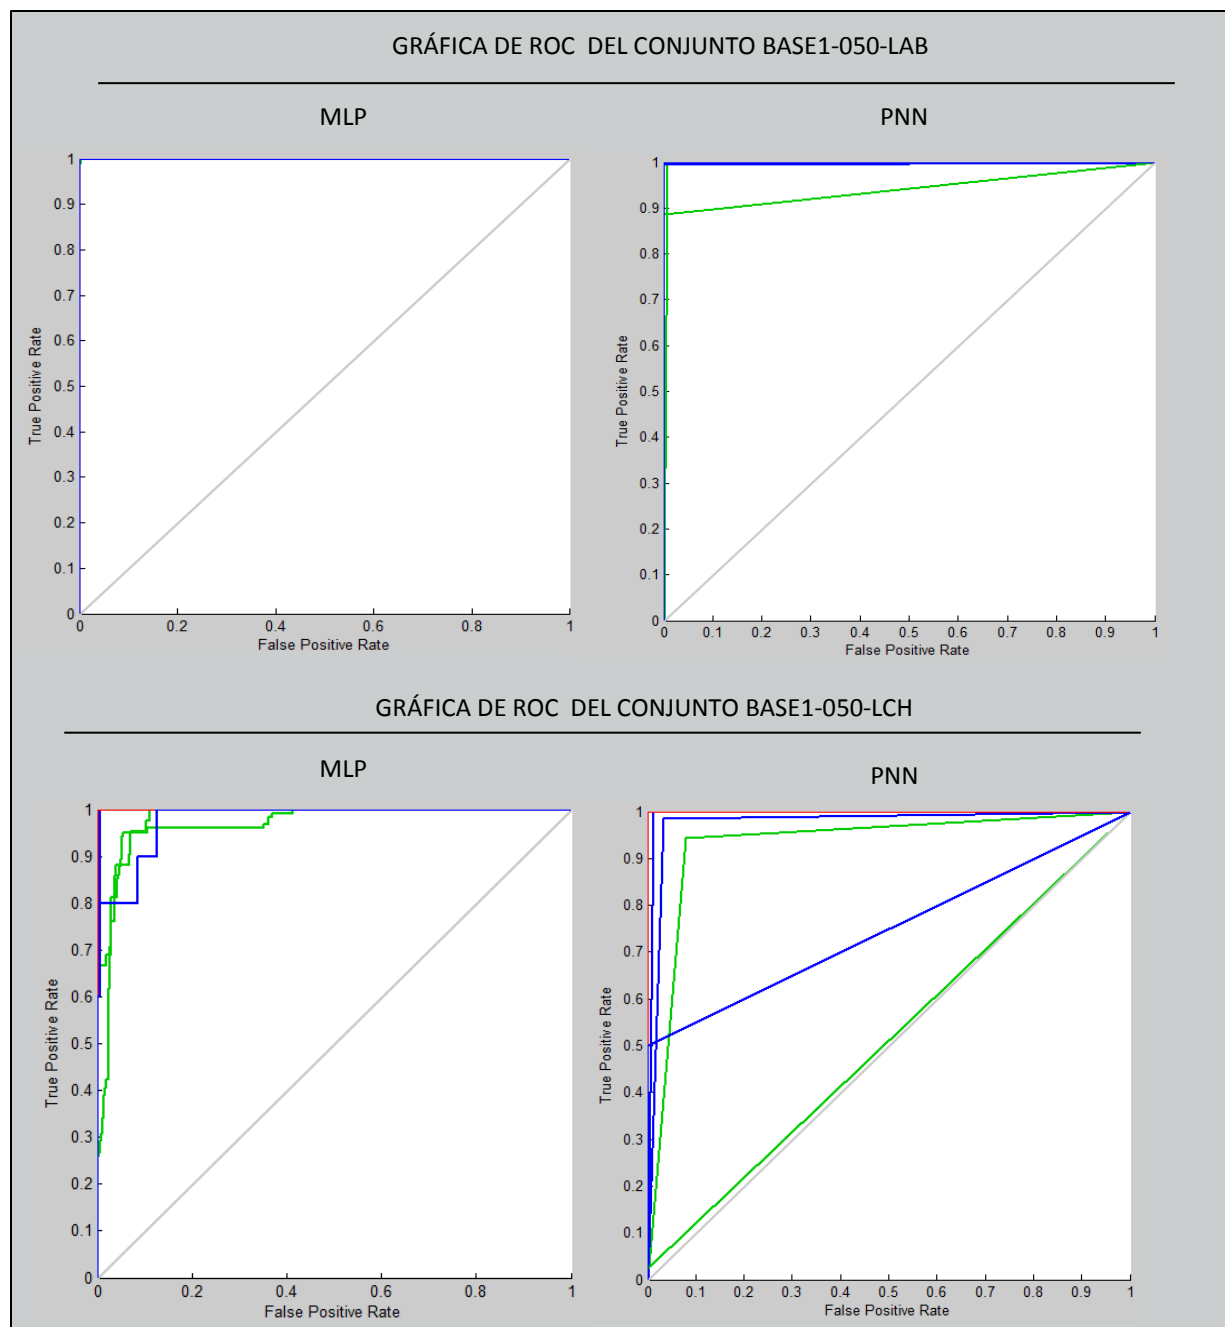 GRÁFICA DE ROC DEL CONJUNTO BASE1-050-LAB
MLP
PNN
1
0.9
0.8
0.7
0.6
0.5
0.4
0.3
0.2
0.1
0
True Positive Rate
0 0.2 0.4 0.6 0.8 1
False Positive Rate
1
0.9
0.8
0.7
0.6
0.5
0.4
0.3
0.2
0.1
0
True Positive Rate
0 0.1 0.2 0.3 0.4 0.5 0.6 0.7 0.8 0.9 1
False Positive Rate
GRÁFICA DE ROC DEL CONJUNTO BASE1-050-LCH
MLP
PNN
1
0.9
0.8
0.7
0.6
0.5
0.4
0.3
0.2
0.1
0
True Positive Rate
0 0.2 0.4 0.6 0.8 1
False Positive Rate
1
0.9
0.8
0.7
0.6
0.5
0.4
0.3
0.2
0.1
0
True Positive Rate
0 0.1 0.2 0.3 0.4 0.5 0.6 0.7 0.8 0.9 1
False Positive Rate